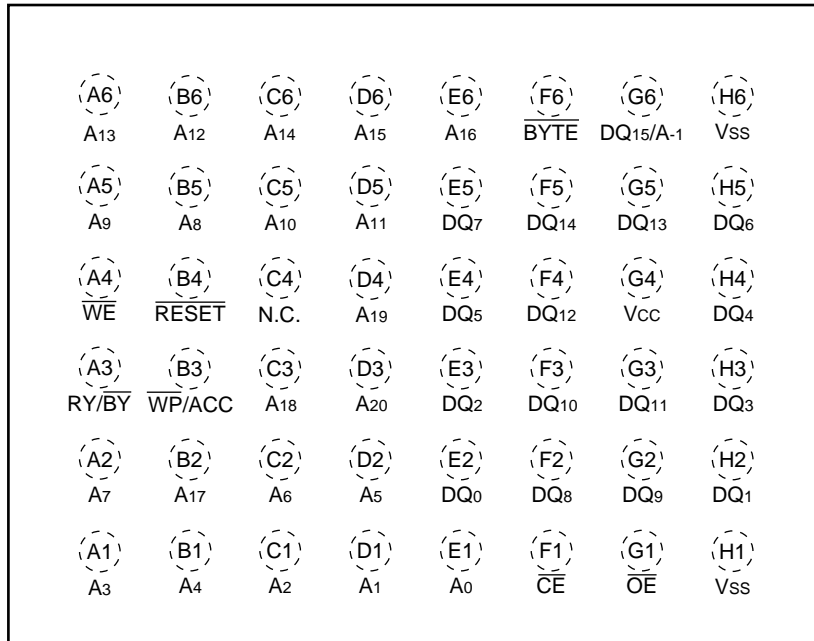 A6 B6 C6 D6 E6 F6 G6 H6
A13 A12 A14 A15 A16 BYTE DQ15/A-1 VSS
A5 B5 C5 D5 E5 F5 G5 H5
A9 A8 A10 A11 DQ7 DQ14 DQ13 DQ6
A4 B4 C4 D4 E4 F4 G4 H4
WE RESET N.C. A19 DQ5 DQ12 VCC DQ4
A3 B3 C3 D3 E3 F3 G3 H3
RY/BY WP/ACC A18 A20 DQ2 DQ10 DQ11 DQ3
A2 B2 C2 D2 E2 F2 G2 H2
A7 A17 A6 A5 DQ0 DQ8 DQ9 DQ1
A1 B1 C1 D1 E1 F1 G1 H1
A3 A4 A2 A1 A0 CE OE VSS